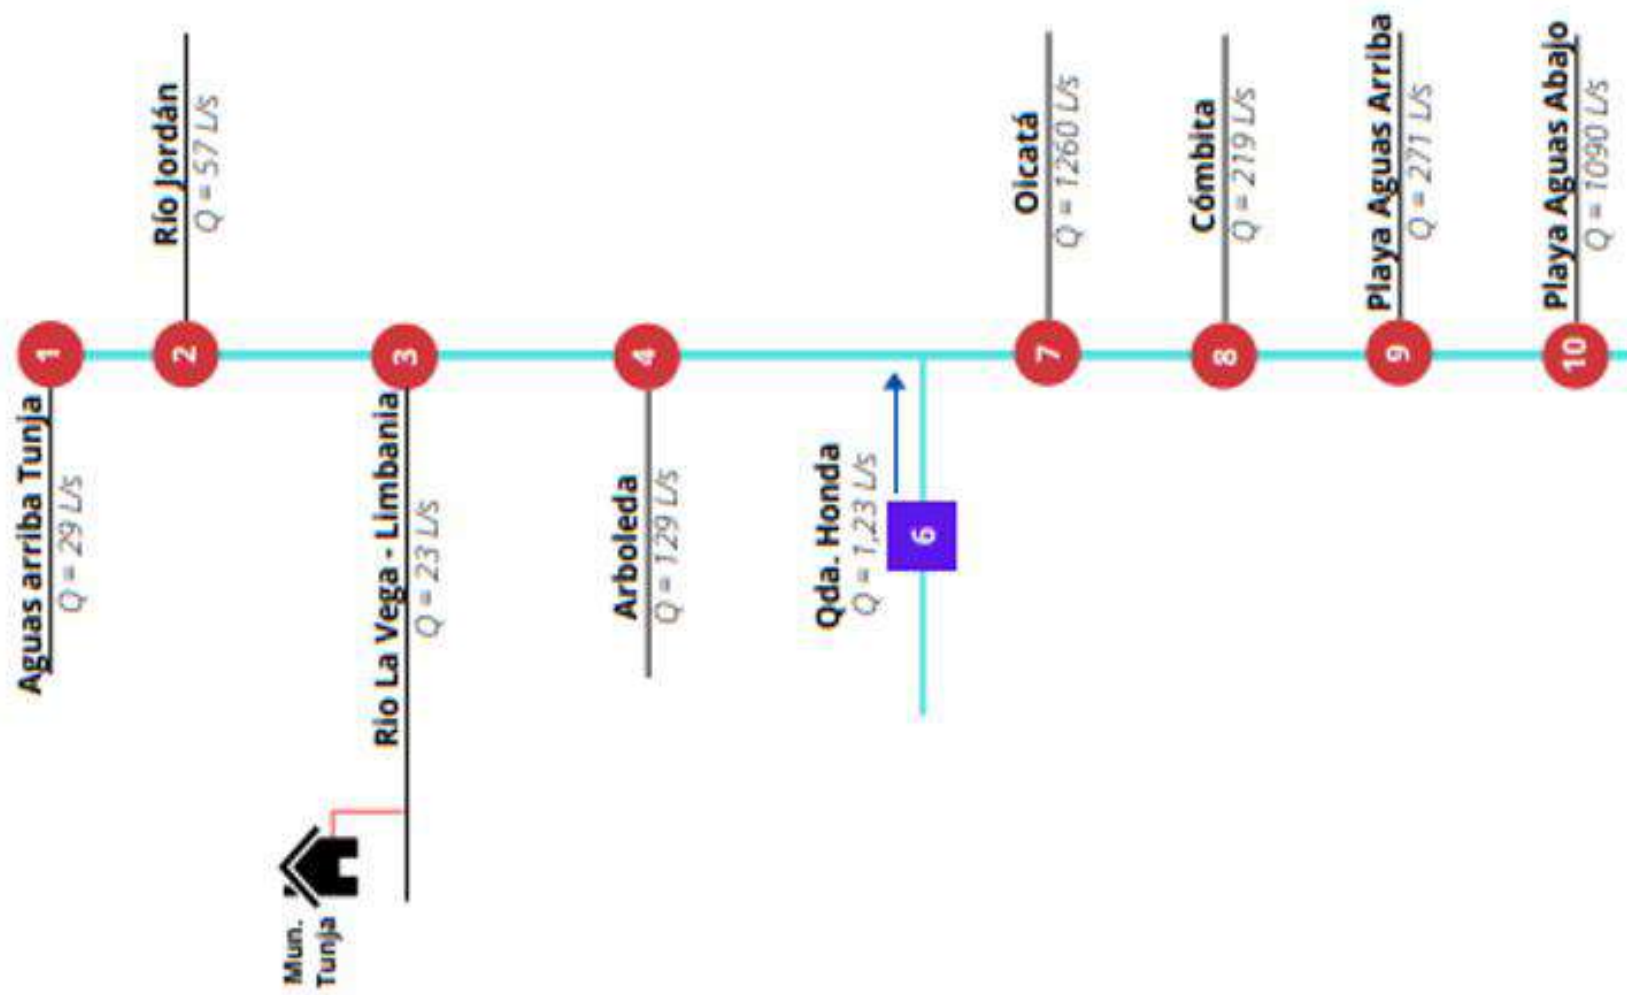 1
Aguas arriba Tunja
Q = 29 L/s
2
Río Jordán
Q = 57 L/s
Mun.
Tunja
3
Rio La Vega - Limbania
Q = 23 L/s
4
Arboleda
Q = 129 L/s
Qda. Honda
Q = 1,23 L/s
6
7
Oicatá
Q = 1260 L/s
8
Cómbita
Q = 219 L/s
9
Playa Aguas Arriba
Q = 271 L/s
10
Playa Aguas Abajo
Q = 1090 L/s